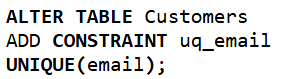 ALTER TABLE Customers
ADD CONSTRAINT uq_email
UNIQUE(email);